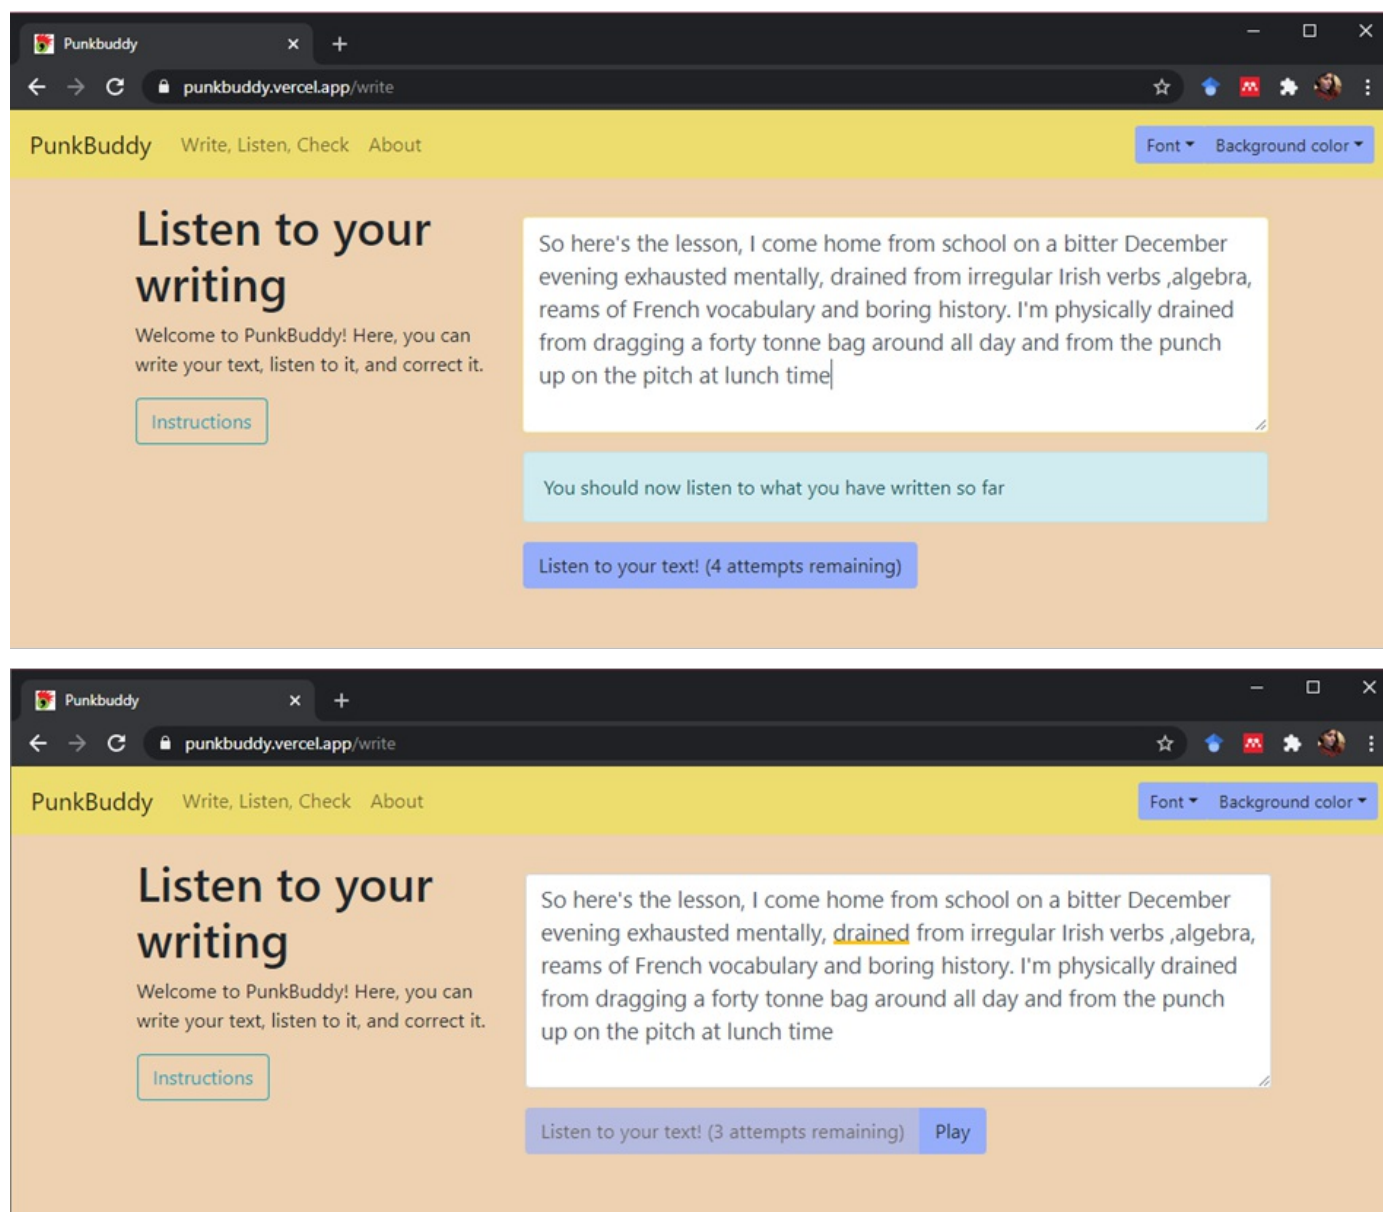 Punkbuddy
punkbuddy.vercel.app/write
PunkBuddy Write, Listen, Check About Font Background color
Listen to your
writing
Welcome to PunkBuddy! Here, you can
write your text, listen to it, and correct it.
Instructions
So here's the lesson, I come home from school on a bitter December
evening exhausted mentally, drained from irregular Irish verbs ,algebra,
reams of French vocabulary and boring history. I'm physically drained
from dragging a forty tonne bag around all day and from the punch
up on the pitch at lunch time
You should now listen to what you have written so far
Listen to your text! (4 attempts remaining)
Punkbuddy
punkbuddy.vercel.app/write
PunkBuddy Write, Listen, Check About Font Background color
Listen to your
writing
Welcome to PunkBuddy! Here, you can
write your text, listen to it, and correct it.
Instructions
So here's the lesson, I come home from school on a bitter December
evening exhausted mentally, drained from irregular Irish verbs ,algebra,
reams of French vocabulary and boring history. I'm physically drained
from dragging a forty tonne bag around all day and from the punch
up on the pitch at lunch time
Listen to your text! (3 attempts remaining) Play